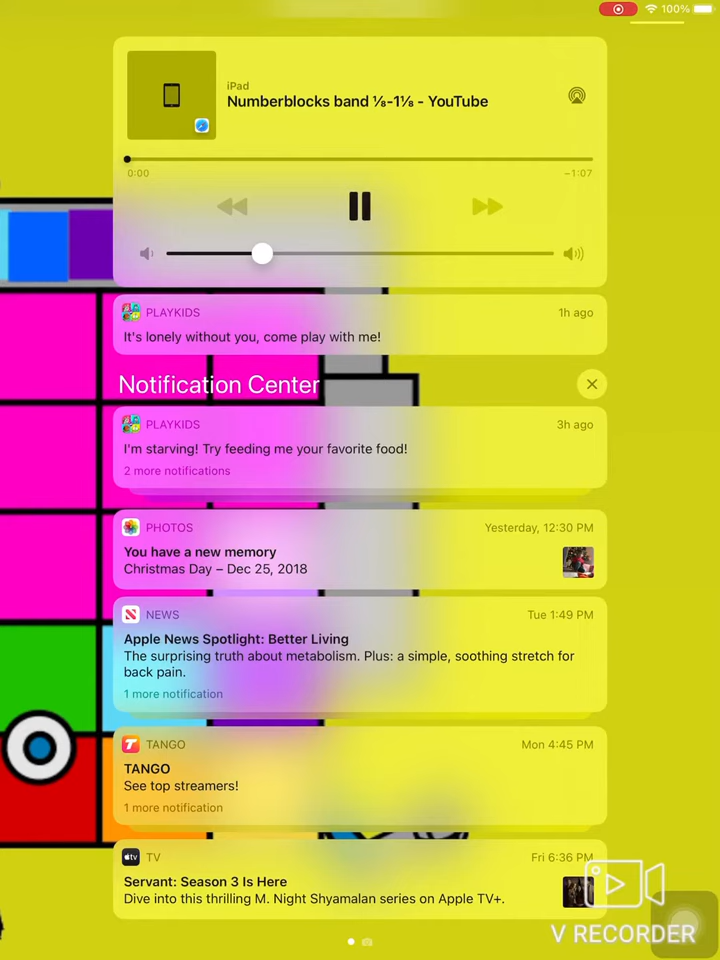 100%
iPad
Numberblocks band ⅛-1⅛ - YouTube
0:00
−1:07
PLAYKIDS
1h ago
It's lonely without you, come play with me!
Notification Center
PLAYKIDS
3h ago
I'm starving! Try feeding me your favorite food!
2 more notifications
PHOTOS
Yesterday, 12:30 PM
You have a new memory
Christmas Day – Dec 25, 2018
NEWS
Tue 1:49 PM
Apple News Spotlight: Better Living
The surprising truth about metabolism. Plus: a simple, soothing stretch for
back pain.
1 more notification
TANGO
Mon 4:45 PM
TANGO
See top streamers!
1 more notification
tv
TV
Fri 6:36 PM
Servant: Season 3 Is Here
Dive into this thrilling M. Night Shyamalan series on Apple TV+.
V RECORDER